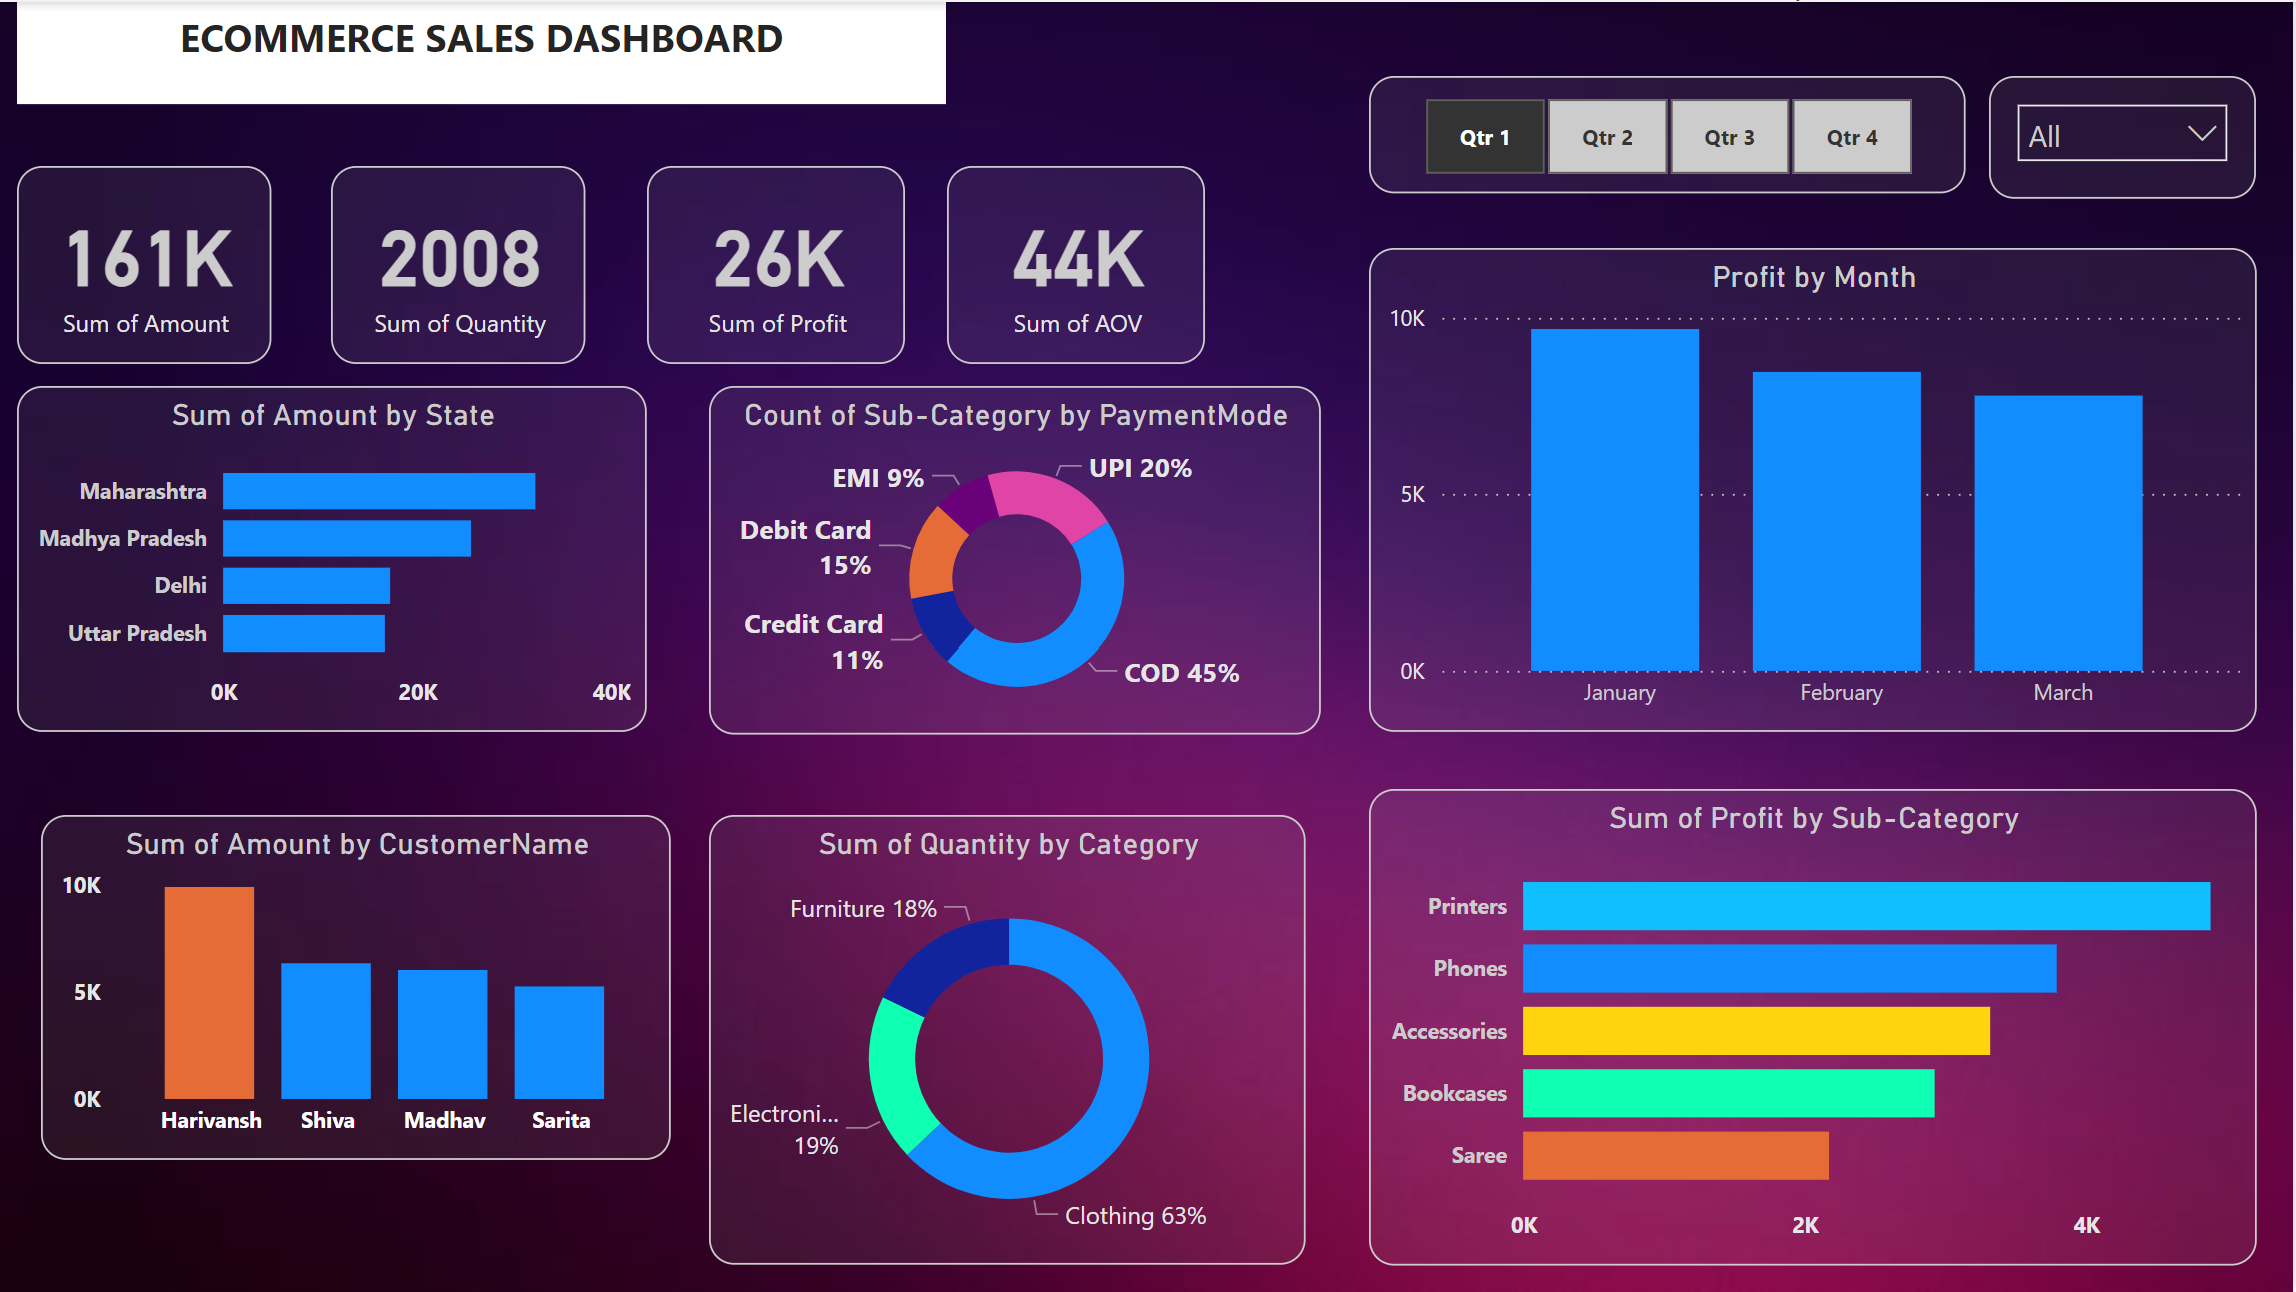 ECOMMERCE SALES DASHBOARD
Qtr 1
Qtr 2
Qtr 3
Qtr 4
All
161K
Sum of Amount
2008
Sum of Quantity
26K
Sum of Profit
44K
Sum of AOV
Sum of Amount by State
Maharashtra
Madhya Pradesh
Delhi
Uttar Pradesh
0K
20K
40K
Count of Sub-Category by PaymentMode
EMI 9%
UPI 20%
Debit Card
15%
Credit Card
11%
COD 45%
Profit by Month
10K
5K
0K
January
February
March
Sum of Amount by CustomerName
10K
5K
0K
Harivansh
Shiva
Madhav
Sarita
Sum of Quantity by Category
Furniture 18%
Electroni...
19%
Clothing 63%
Sum of Profit by Sub-Category
Printers
Phones
Accessories
Bookcases
Saree
0K
2K
4K